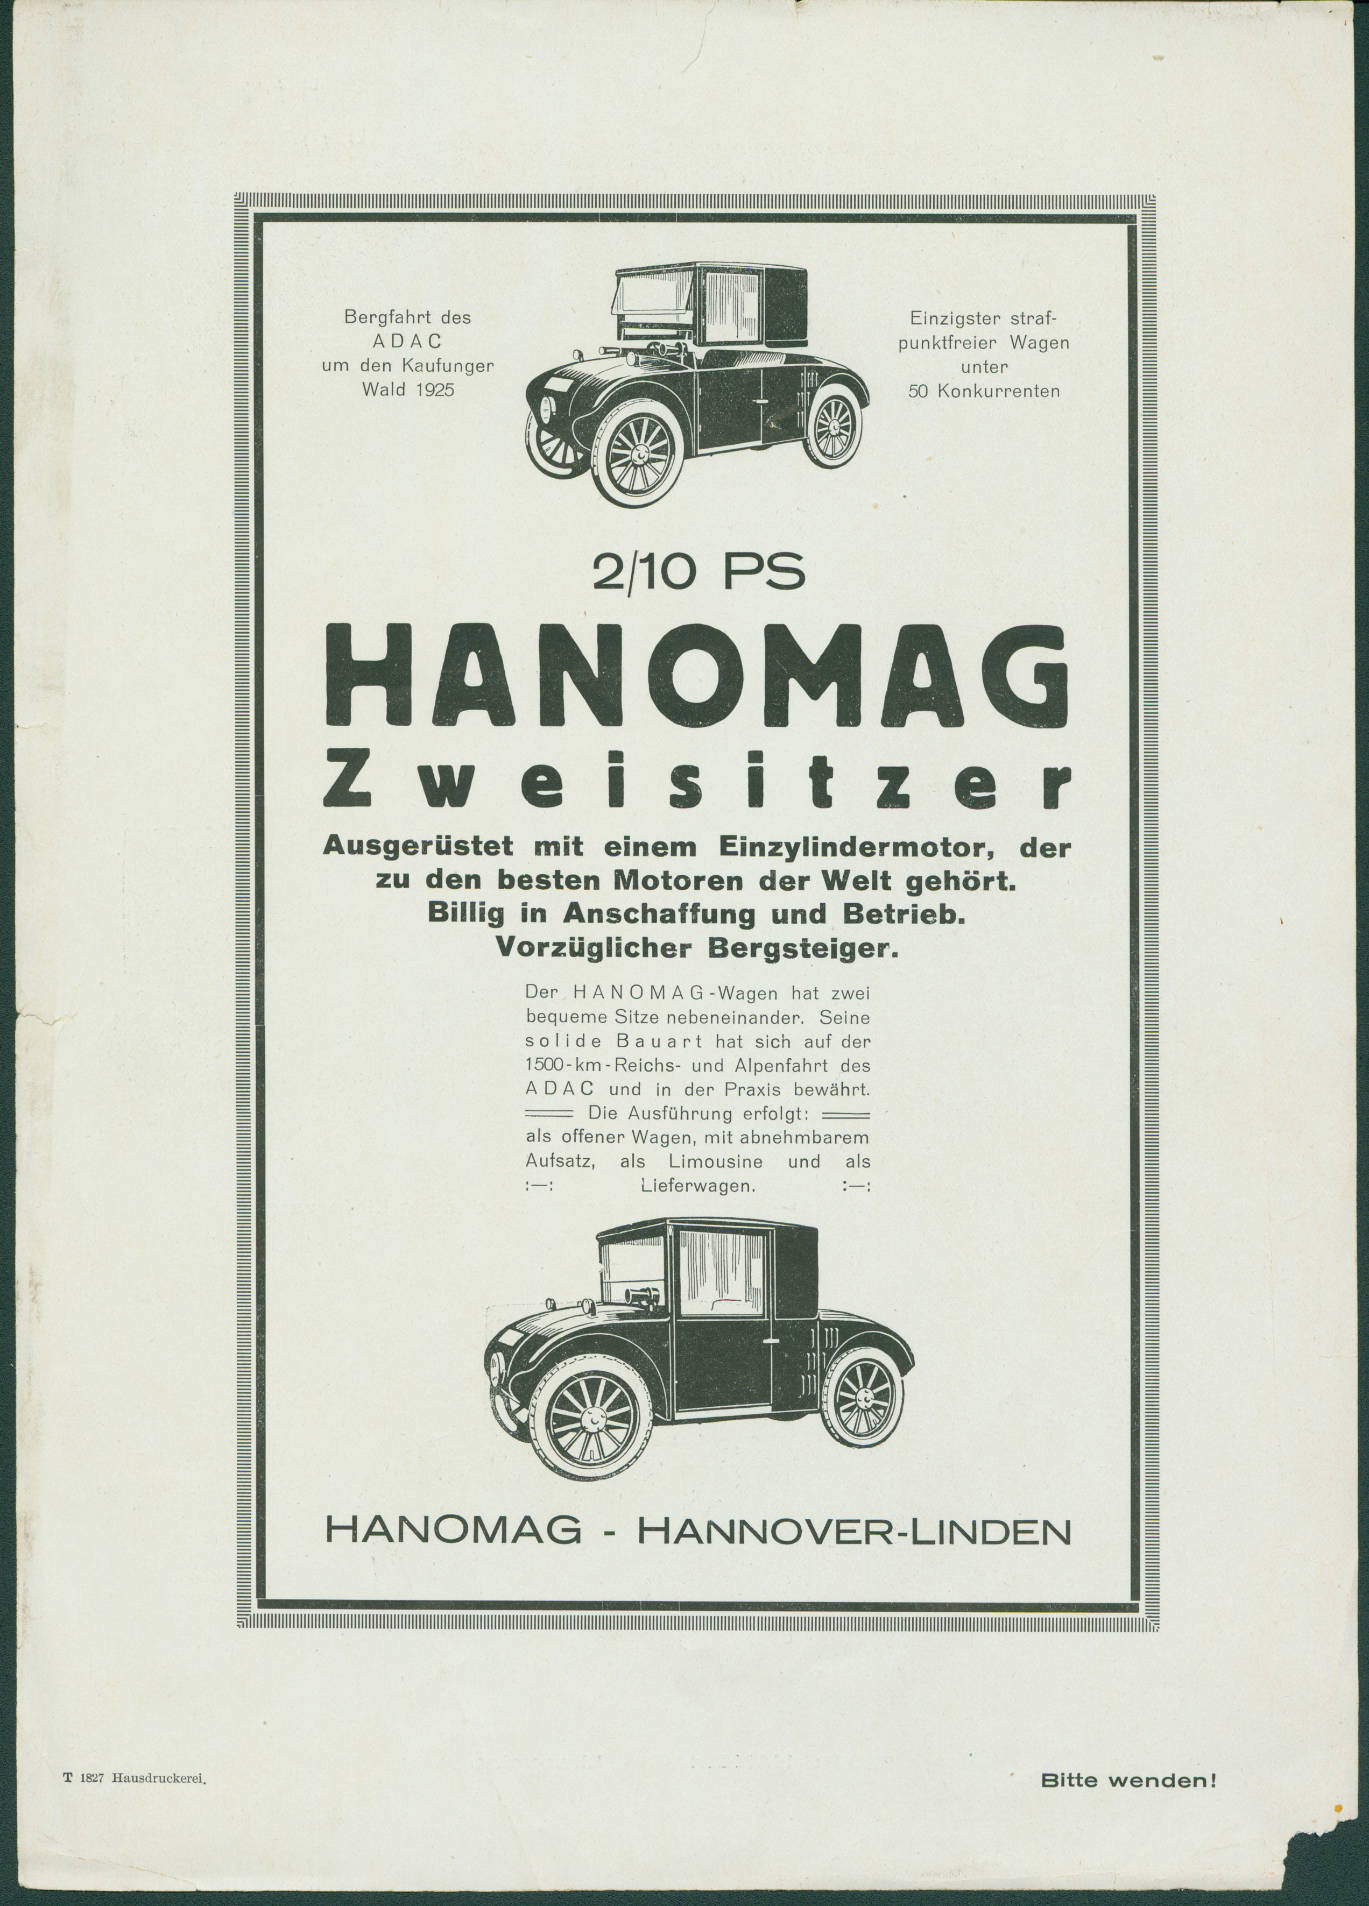 Bergfahrt des
ADAC
um den Kaufunger
Wald 1925
Einzigster straf-
punktfreier Wagen
unter
50 Konkurrenten
2/10 PS
HANOMAG
Zweisitzer
Ausgerüstet mit einem Einzylindermotor, der
zu den besten Motoren der Welt gehört.
Billig in Anschaffung und Betrieb.
Vorzüglicher Bergsteiger.
Der HANOMAG-Wagen hat zwei
bequeme Sitze nebeneinander. Seine
solide Bauart hat sich auf der
1500-km-Reichs- und Alpenfahrt des
ADAC und in der Praxis bewährt.
Die Ausführung erfolgt:
als offener Wagen, mit abnehmbarem
Aufsatz, als Limousine und als
:—: Lieferwagen. :—:
HANOMAG - HANNOVER-LINDEN
T 1827 Hausdruckerei.
Bitte wenden!